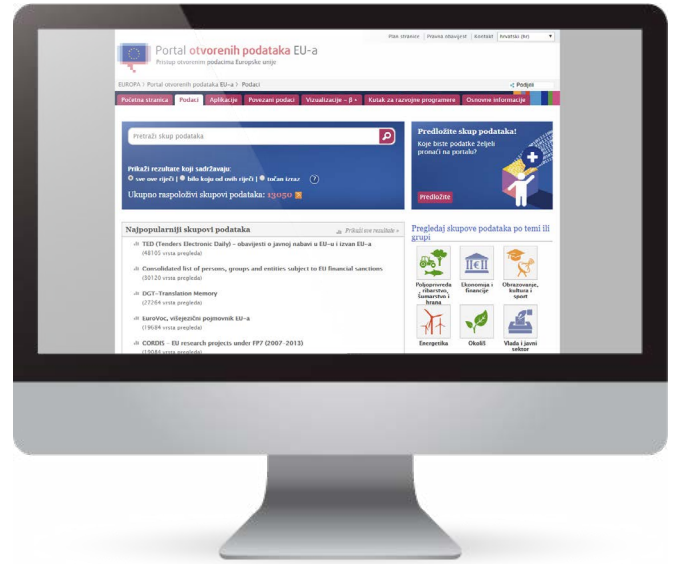 Plan stranice | Pravna obavijest | Kontakt hrvatski (hr)
Portal otvorenih podataka EU-a
Pristup otvorenim podacima Europske unije
EUROPA > Portal otvorenih podataka EU-a > Podaci
Podijeli
Početna stranica Podaci Aplikacije Povezani podaci Vizualizacije – β Kutak za razvojne programere Osnovne informacije
Pretraži skup podataka
Prikaži rezultate koji sadržavaju:
sve ove riječi | bilo koju od ovih riječi | točan izraz ?
Ukupno raspoloživi skupovi podataka: 13050
Predložite skup podataka!
Koje biste podatke željeli
pronaći na portalu?
Predložite
Najpopularniji skupovi podataka
Prikaži sve rezultate »
TED (Tenders Electronic Daily) – obavijesti o javnoj nabavi u EU-u i izvan EU-a
(48105 vrsta pregleda)
Consolidated list of persons, groups and entities subject to EU financial sanctions
(30120 vrsta pregleda)
DGT-Translation Memory
(27264 vrsta pregleda)
EuroVoc, višejezični pojmovnik EU-a
(19684 vrsta pregleda)
CORDIS – EU research projects under FP7 (2007-2013)
(19084 vrsta pregleda)
Pregledaj skupove podataka po temi ili
grupi
Poljoprivreda
, ribarstvo,
šumarstvo i
hrana
Ekonomija i
financije
Obrazovanje,
kultura i
sport
Energetika
Okoliš
Vlada i javni
sektor